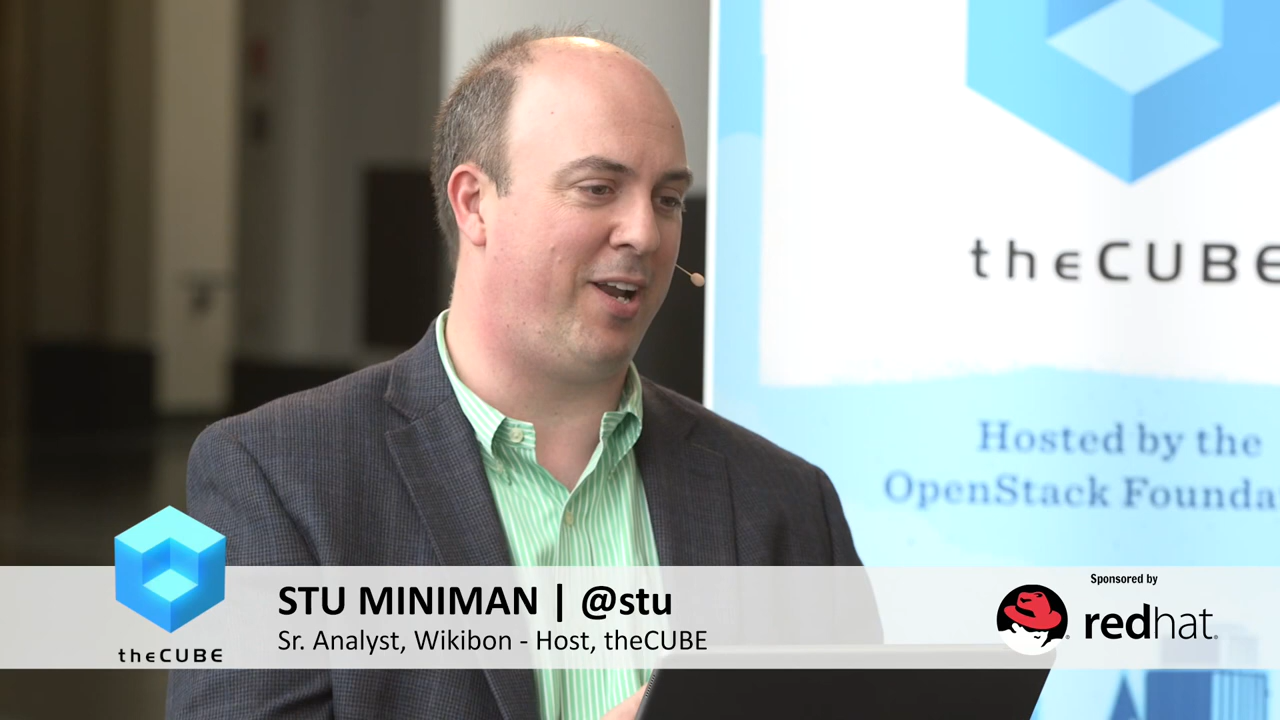 theCUBE
Hosted by the
OpenStack Founda
STU MINIMAN | @stu
Sr. Analyst, Wikibon - Host, theCUBE
theCUBE
Sponsored by
redhat.